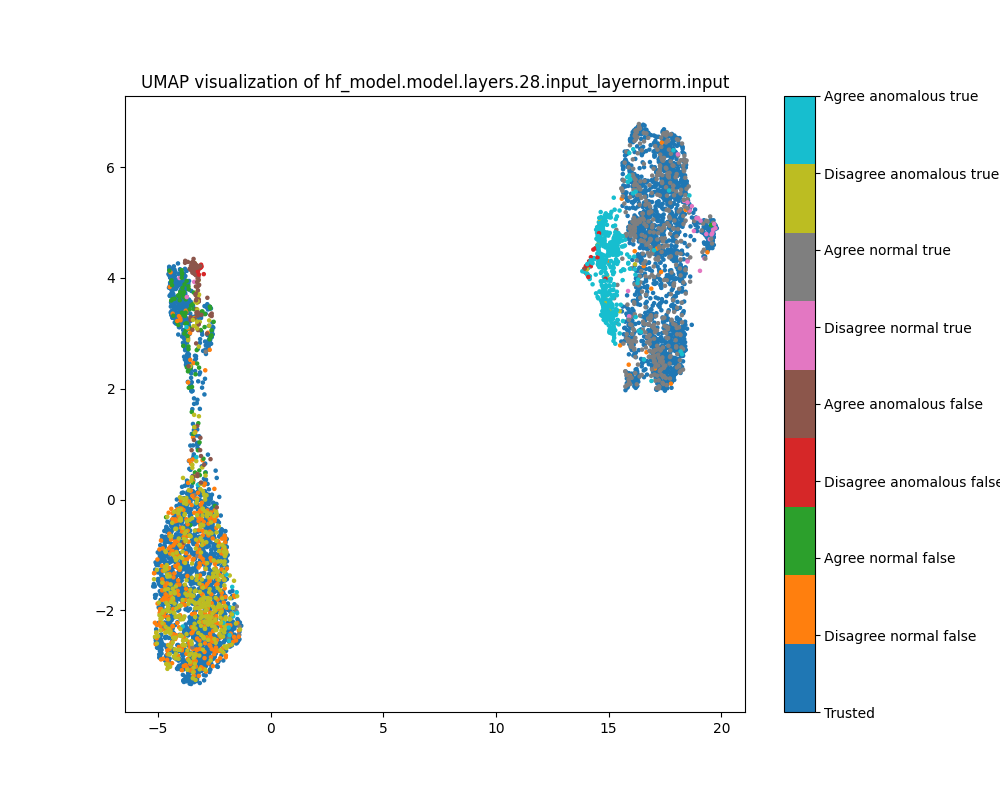 UMAP visualization of hf_model.model.layers.28.input_layernorm.input
6
4
2
0
−2
−5
0
5
10
15
20
Agree anomalous true
Disagree anomalous true
Agree normal true
Disagree normal true
Agree anomalous false
Disagree anomalous false
Agree normal false
Disagree normal false
Trusted